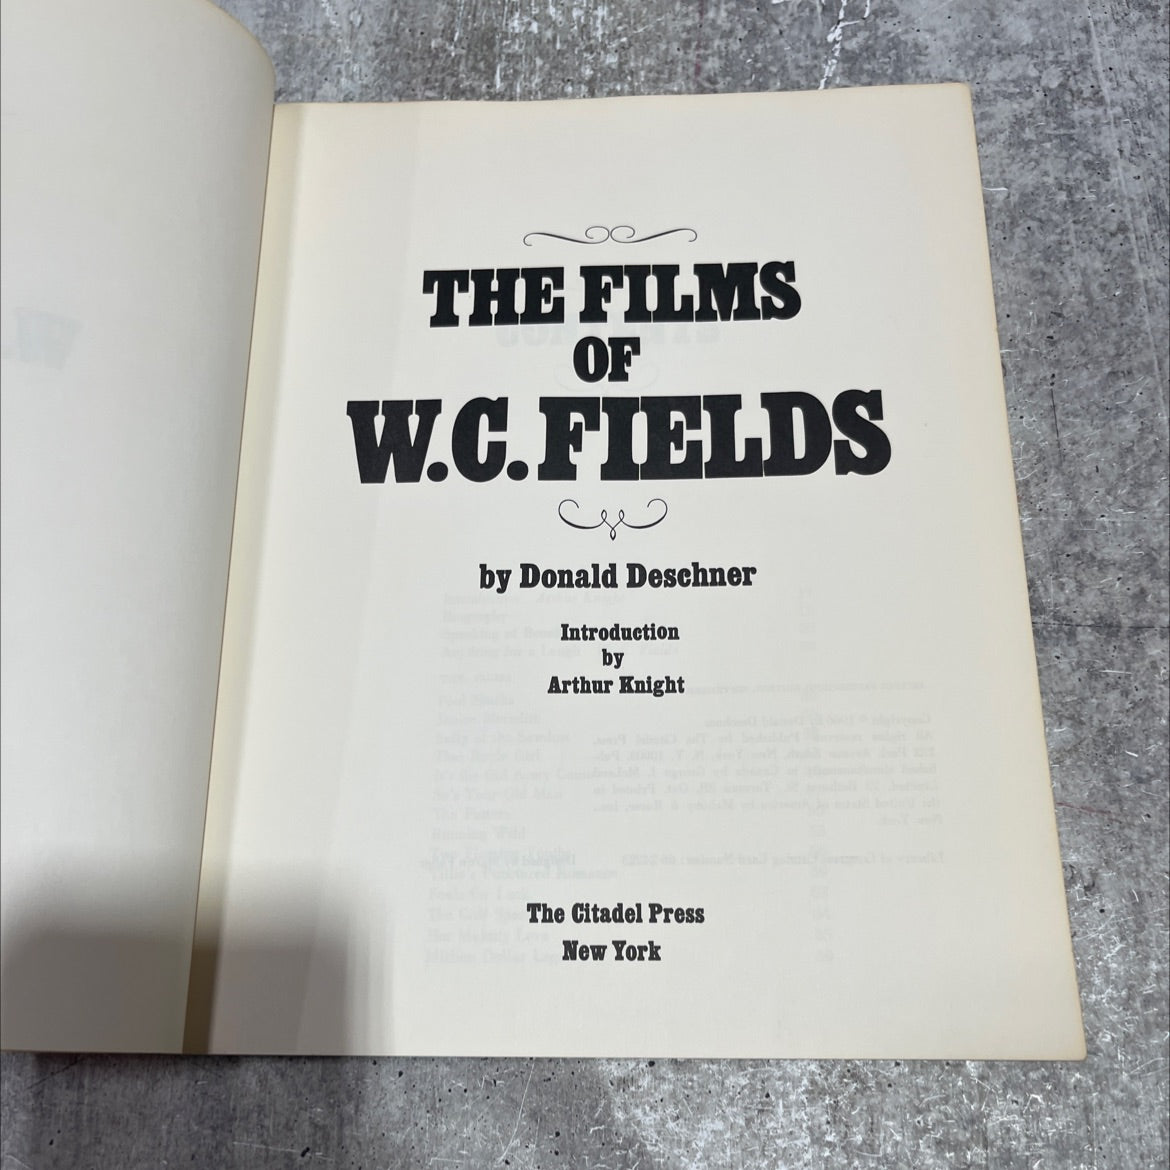 THE FILMS
OF
W.C. FIELDS
by Donald Deschner
Introduction
by
Arthur Knight
The Citadel Press
New York